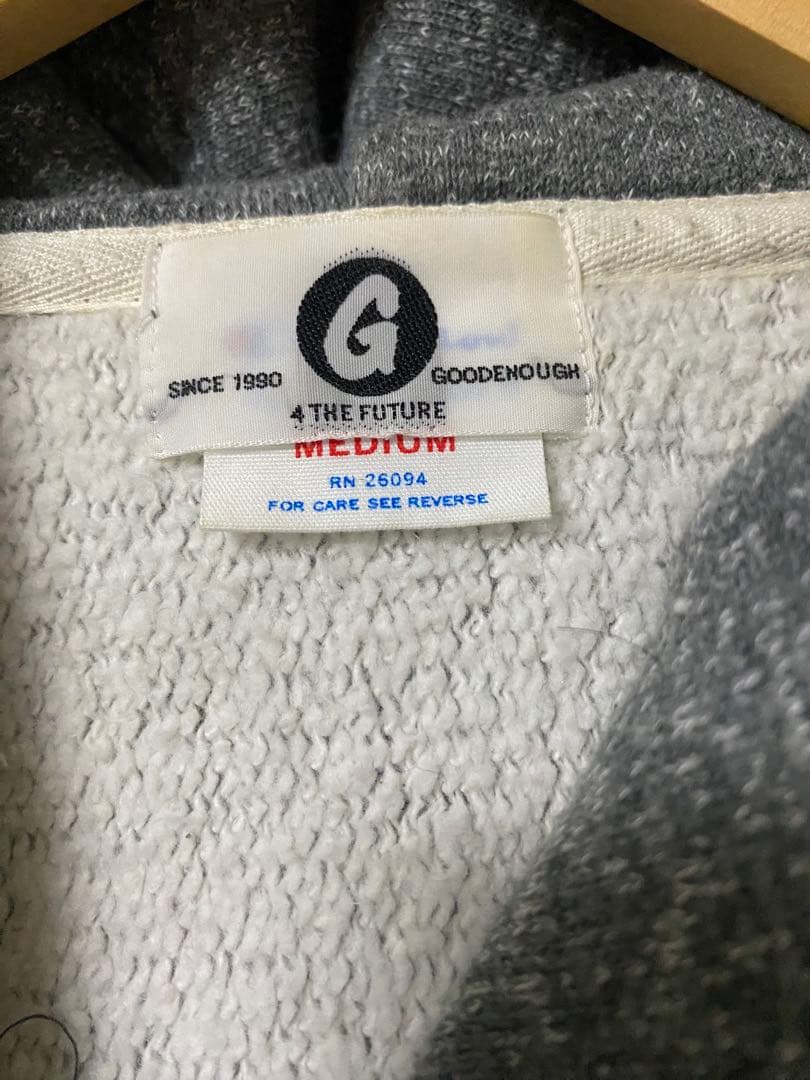 G
SINCE 1990 GOODENOUGH
4 THE FUTURE
MEDIUM
RN 26094
FOR CARE SEE REVERSE